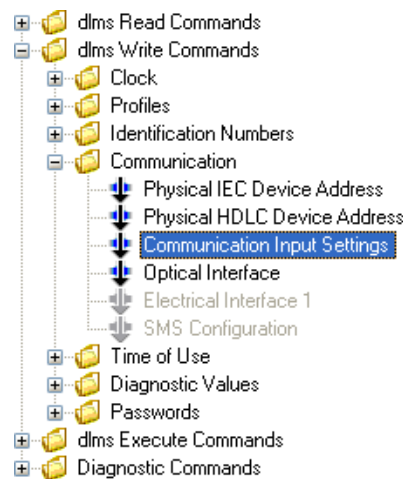 dlms Read Commands
dlms Write Commands
Clock
Profiles
Identification Numbers
Communication
Physical IEC Device Address
Physical HDLC Device Address
Communication Input Settings
Optical Interface
Electrical Interface 1
SMS Configuration
Time of Use
Diagnostic Values
Passwords
dlms Execute Commands
Diagnostic Commands